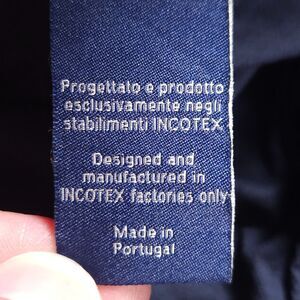 Progettato e prodotto
esclusivamente negli
stabilimenti INCOTEX
Designed and
manufactured in
INCOTEX factories only
Made in
Portugal